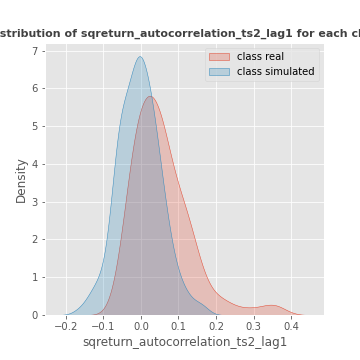 stribution of sqreturn_autocorrelation_ts2_lag1 for each cl
class real
class simulated
7
6
5
4
3
2
1
0
Density
−0.2 −0.1 0.0 0.1 0.2 0.3 0.4
sqreturn_autocorrelation_ts2_lag1